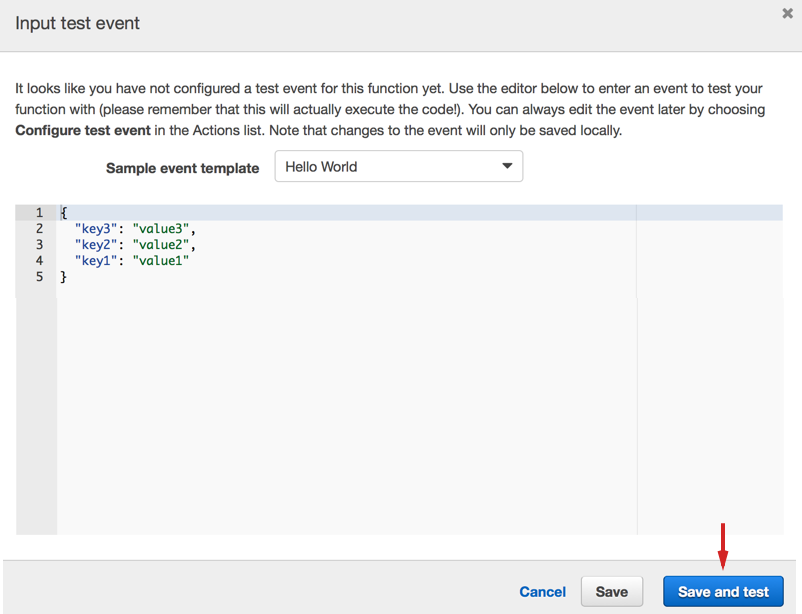 Input test event
It looks like you have not configured a test event for this function yet. Use the editor below to enter an event to test your
function with (please remember that this will actually execute the code!). You can always edit the event later by choosing
Configure test event in the Actions list. Note that changes to the event will only be saved locally.
Sample event template Hello World
1 {
2 "key3": "value3",
3 "key2": "value2",
4 "key1": "value1"
5 }
Cancel Save Save and test